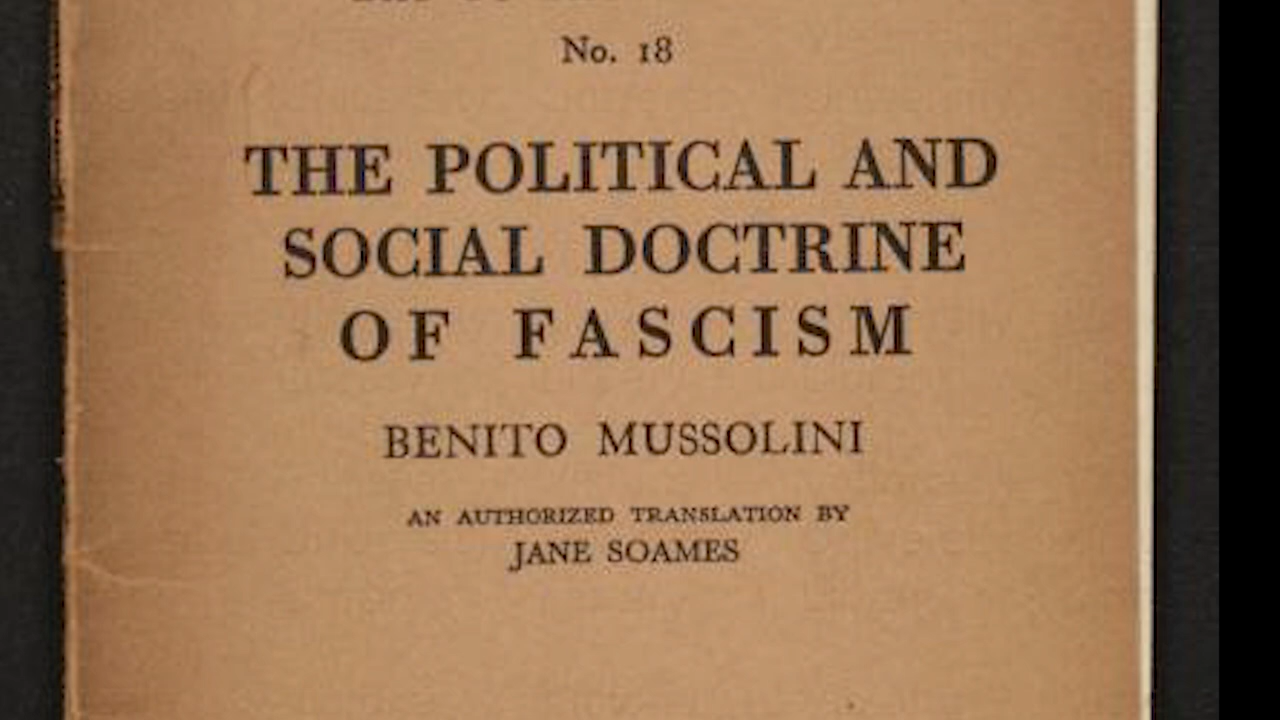 No. 18
THE POLITICAL AND
SOCIAL DOCTRINE
OF FASCISM
BENITO MUSSOLINI
AN AUTHORIZED TRANSLATION BY
JANE SOAMES